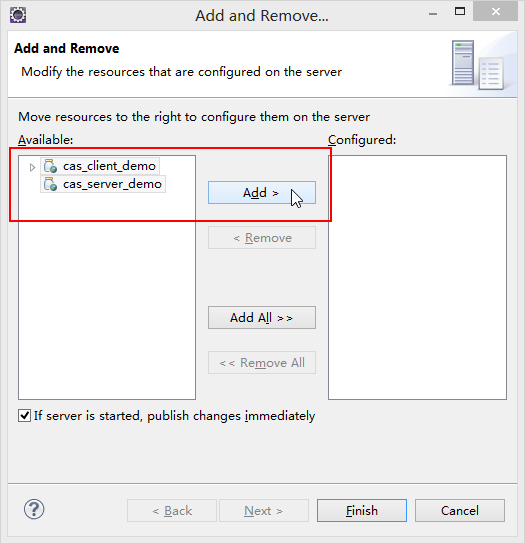 Add and Remove...
Add and Remove
Modify the resources that are configured on the server
Move resources to the right to configure them on the server
Available:
Configured:
cas_client_demo
cas_server_demo
Add >
< Remove
Add All >>
<< Remove All
If server is started, publish changes immediately
?
< Back
Next >
Finish
Cancel